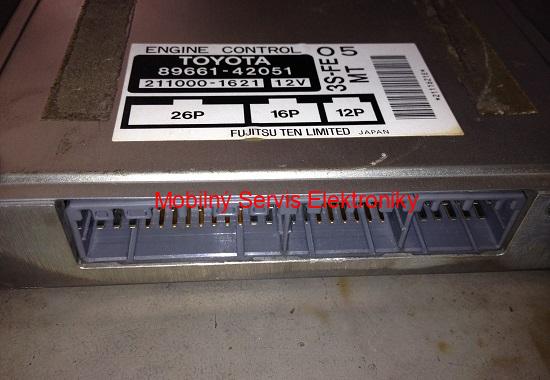 ENGINE CONTROL
TOYOTA
89661-42051
211000-1621 12V
3S-FE O 5
MT
26P
16P
12P
FUJITSU TEN LIMITED JAPAN
Mobilný Servis Elektroniky